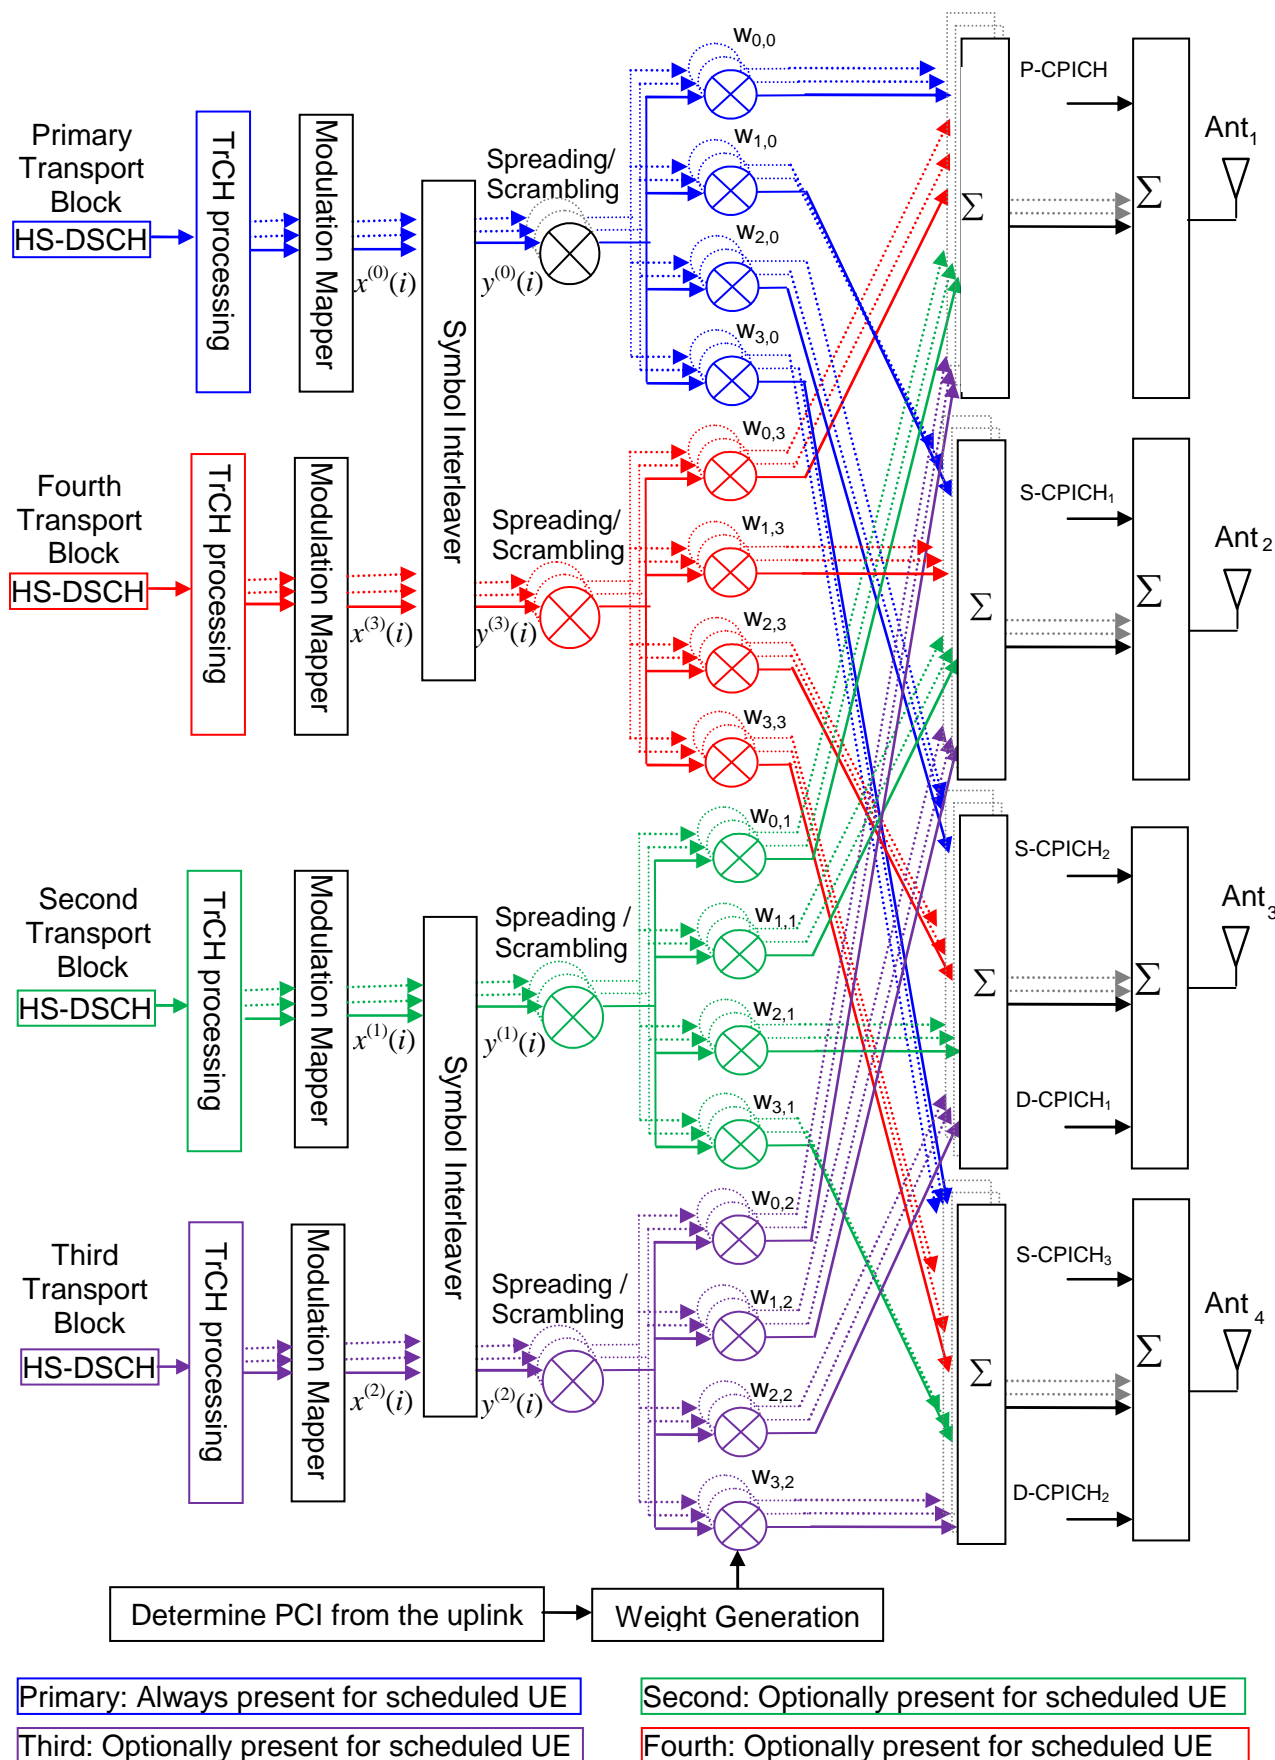 Primary
Transport
Block
HS-DSCH
TrCH processing
Modulation Mapper
x(0)(i)
Symbol Interleaver
y(0)(i)
Spreading/
Scrambling
w0,0
w1,0
w2,0
w3,0
Σ
P-CPICH
Σ
Ant1
Fourth
Transport
Block
HS-DSCH
TrCH processing
Modulation Mapper
x(3)(i)
y(3)(i)
Spreading/
Scrambling
w0,3
w1,3
w2,3
w3,3
Σ
S-CPICH1
Σ
Ant2
Second
Transport
Block
HS-DSCH
TrCH processing
Modulation Mapper
x(1)(i)
Symbol Interleaver
y(1)(i)
Spreading /
Scrambling
w0,1
w1,1
w2,1
w3,1
Σ
S-CPICH2
D-CPICH1
Σ
Ant3
Third
Transport
Block
HS-DSCH
TrCH processing
Modulation Mapper
x(2)(i)
y(2)(i)
Spreading /
Scrambling
w0,2
w1,2
w2,2
w3,2
Σ
S-CPICH3
D-CPICH2
Σ
Ant4
Determine PCI from the uplink
Weight Generation
Primary: Always present for scheduled UE
Second: Optionally present for scheduled UE
Third: Optionally present for scheduled UE
Fourth: Optionally present for scheduled UE